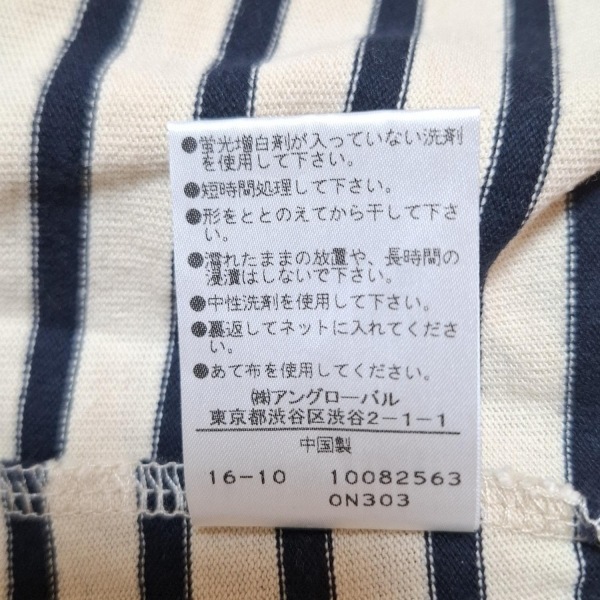 ●蛍光増白剤が入っていない洗剤
を使用して下さい。
●短時間処理して下さい。
●形をととのえてから干して下さ
い。
●濡れたままの放置や、長時間の
浸漬はしないで下さい。
●中性洗剤を使用して下さい。
●裏返してネットに入れてくださ
い。
●あて布を使用してください。
㈱アングローバル
東京都渋谷区渋谷2-1-1
中国製
16-10 10082563
0N303